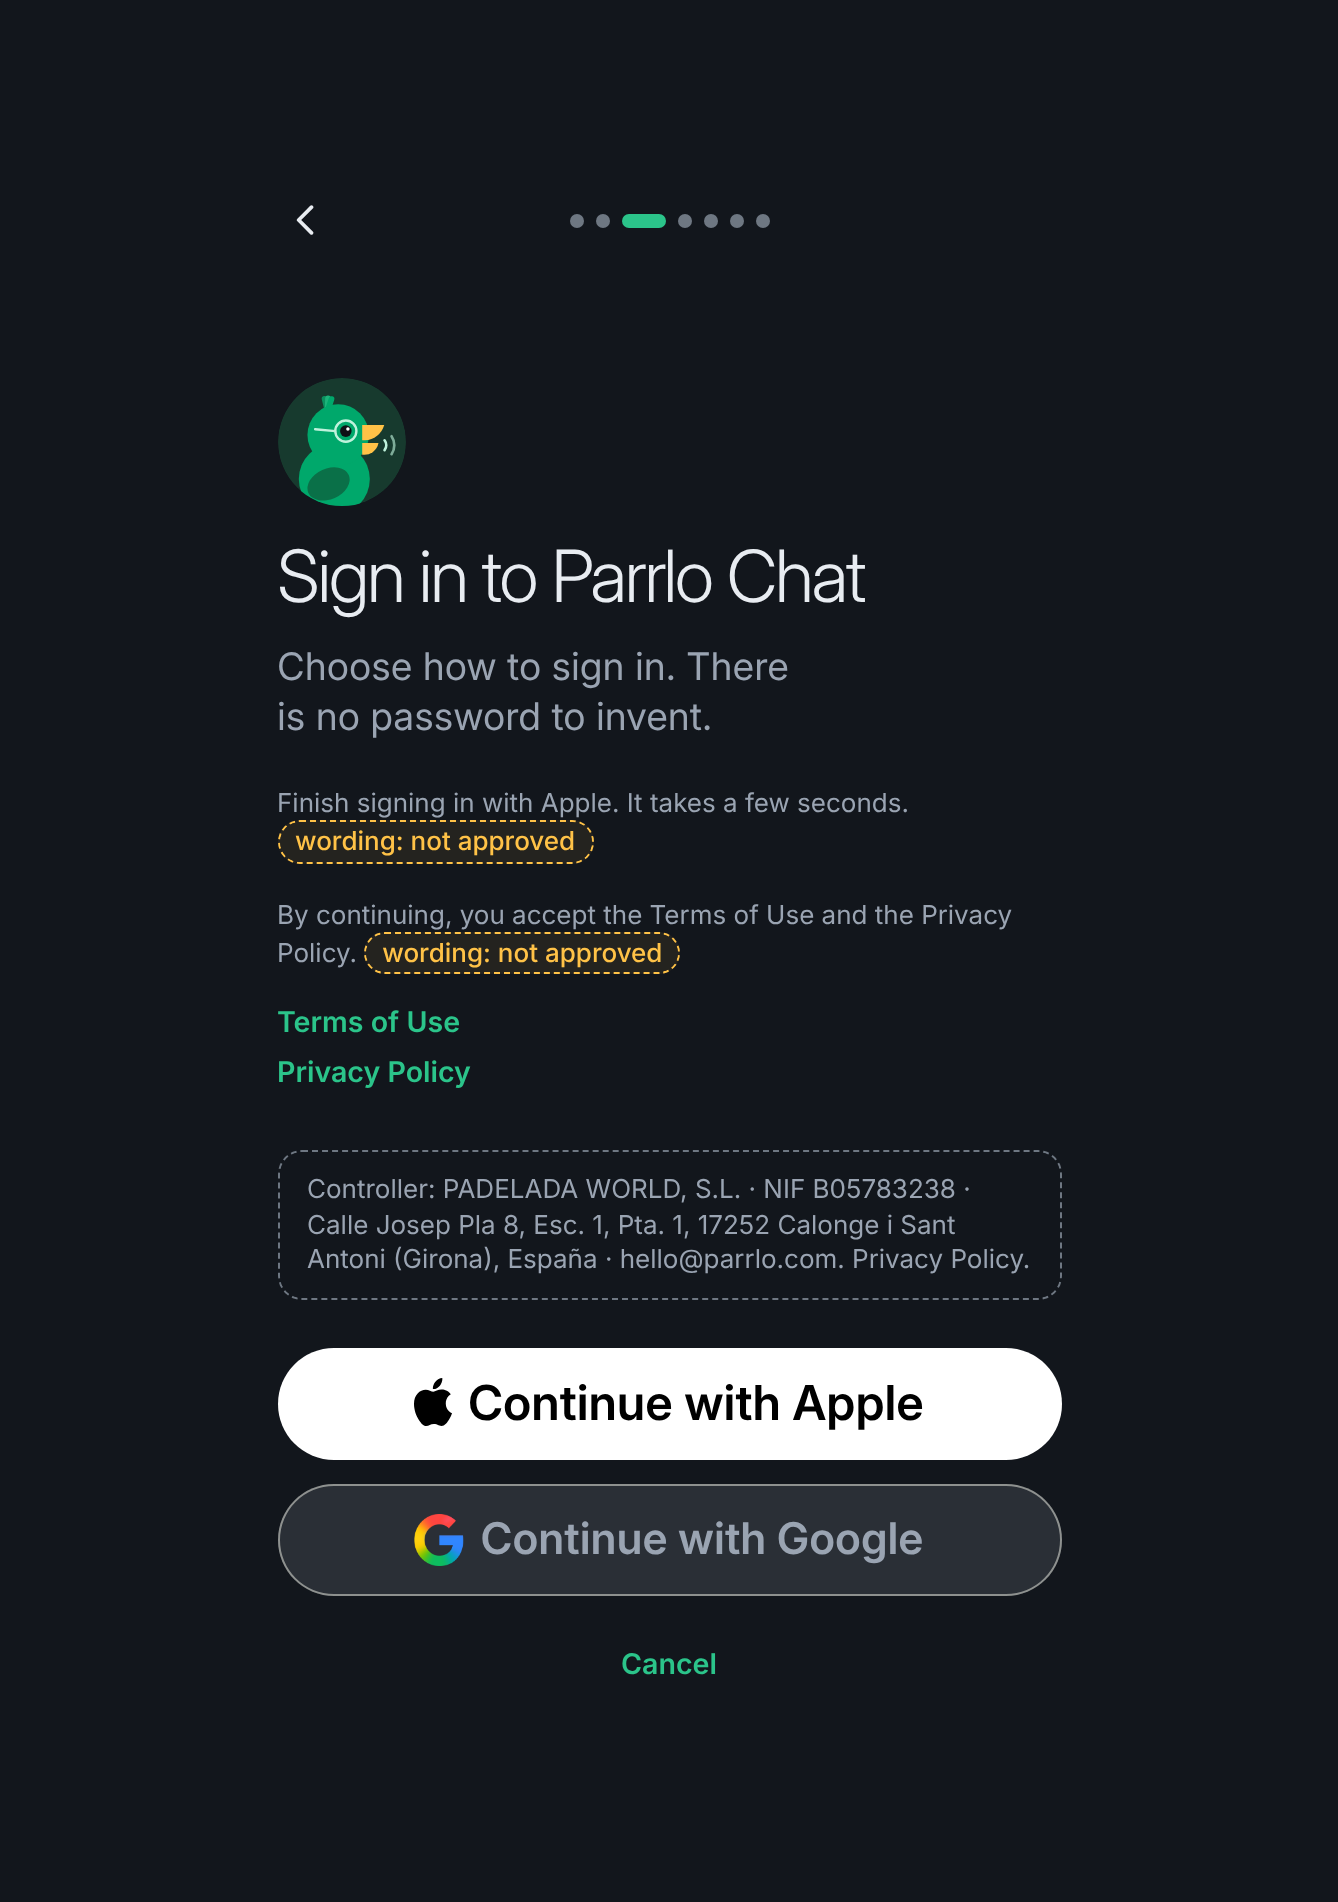 Sign in to Parrlo Chat
Choose how to sign in. There
is no password to invent.
Finish signing in with Apple. It takes a few seconds.
wording: not approved
By continuing, you accept the Terms of Use and the Privacy
Policy. wording: not approved
Terms of Use
Privacy Policy
Controller: PADELADA WORLD, S.L. · NIF B05783238 ·
Calle Josep Pla 8, Esc. 1, Pta. 1, 17252 Calonge i Sant
Antoni (Girona), España · hello@parrlo.com. Privacy Policy.
Continue with Apple
Continue with Google
Cancel